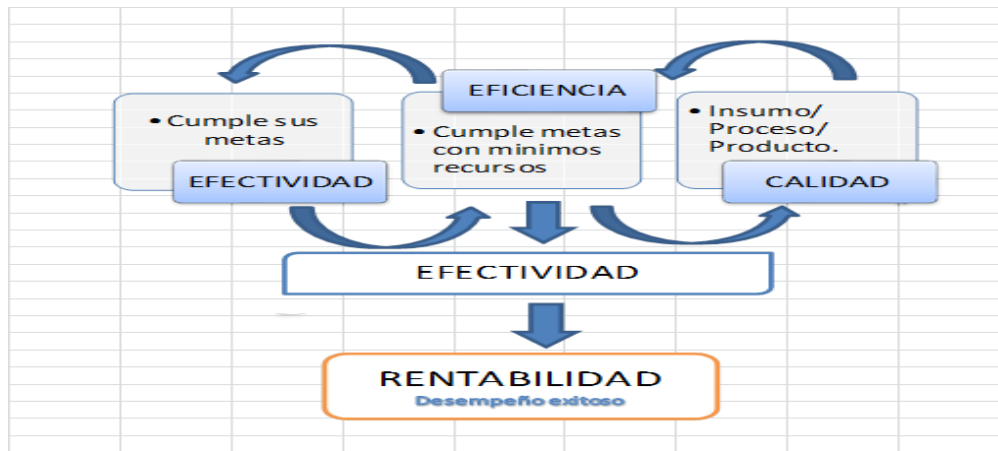 • Cumple sus
metas
EFECTIVIDAD
EFICIENCIA
• Cumple metas
con minimos
recursos
• Insumo/
Proceso/
Producto.
CALIDAD
EFECTIVIDAD
RENTABILIDAD
Desempeño exitoso